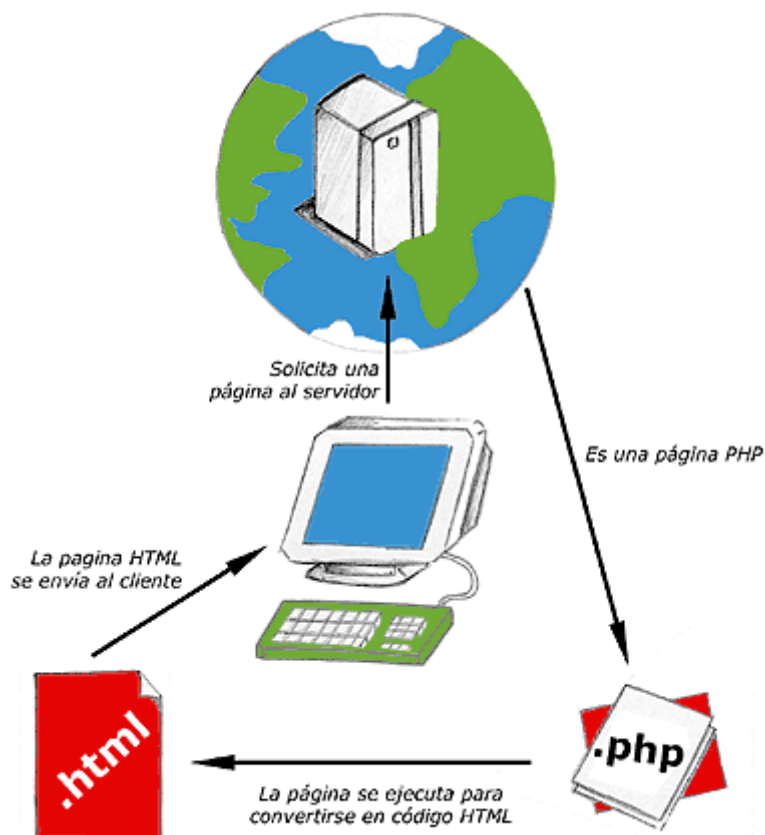 Solicita una
página al servidor
Es una página PHP
La pagina HTML
se envía al cliente
.html
.php
La página se ejecuta para
convertirse en código HTML